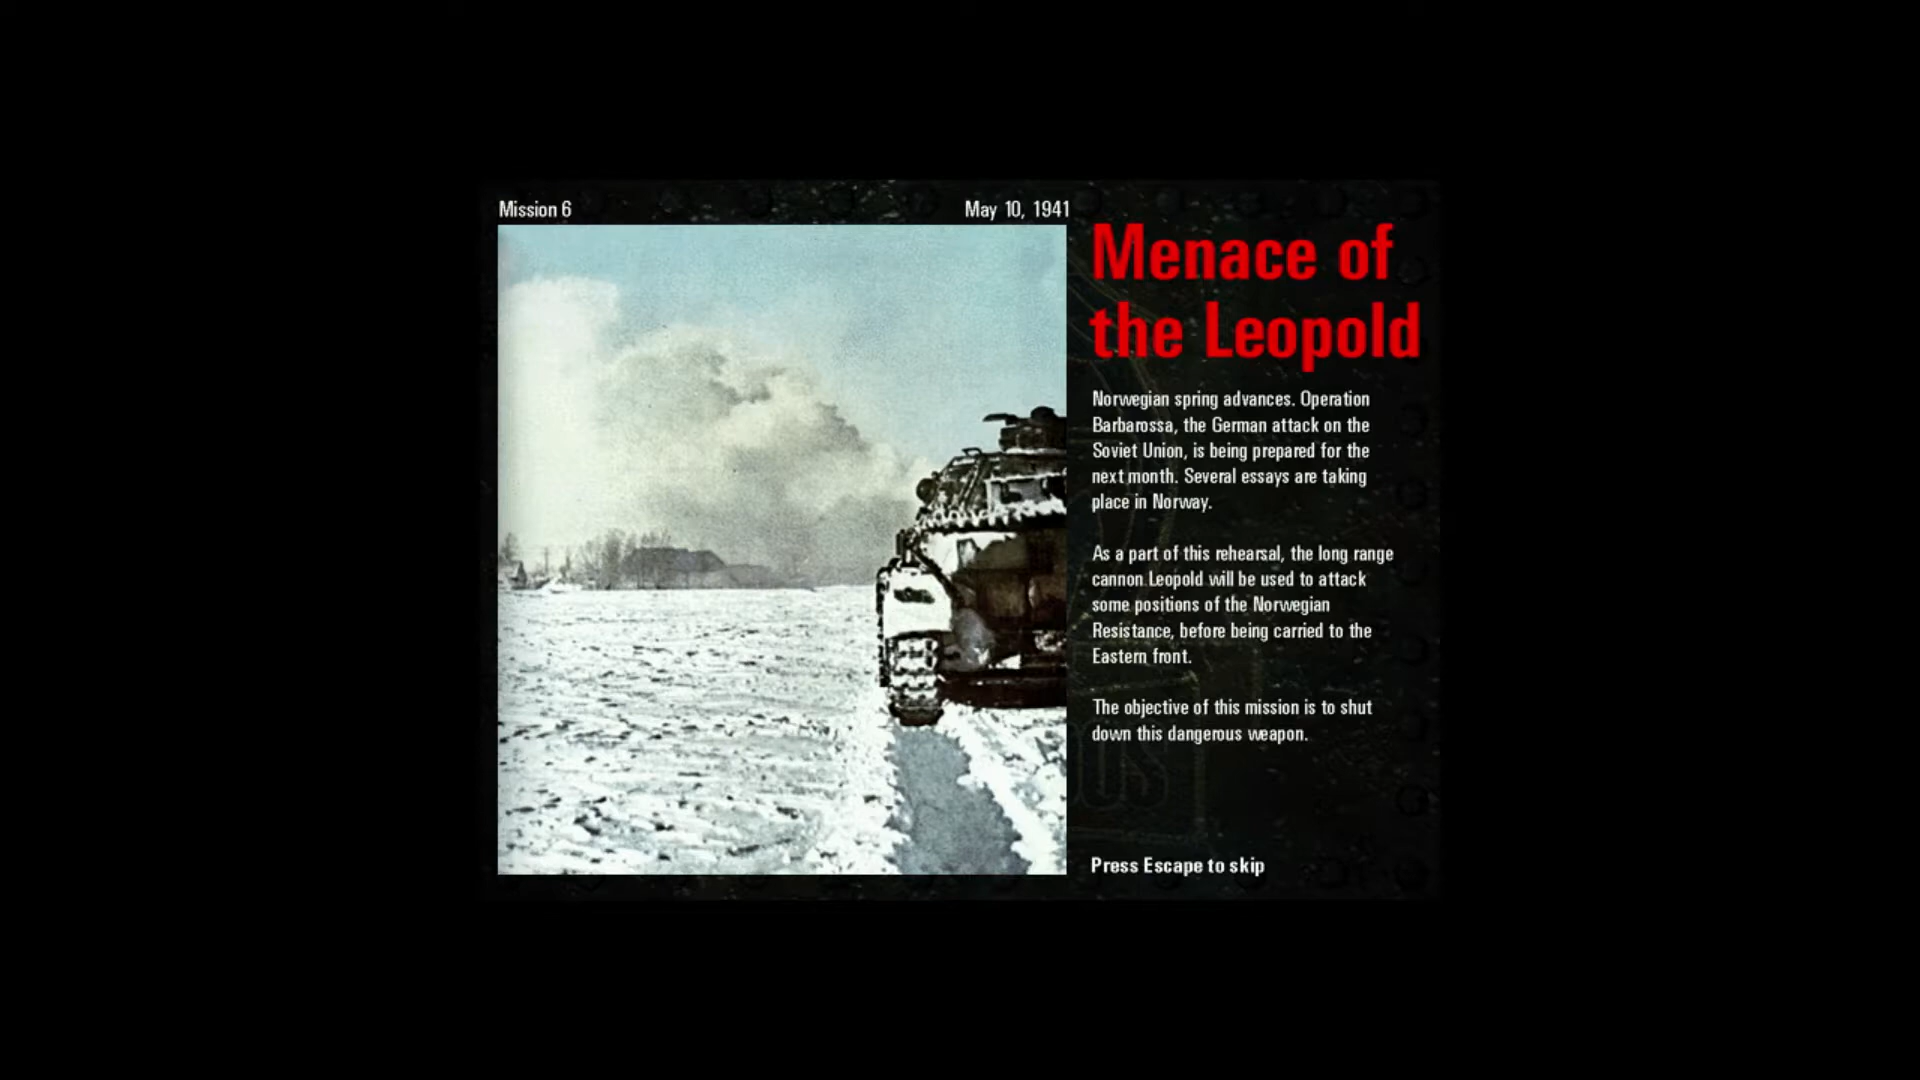 Mission 6
May 10, 1941
Menace of
the Leopold
Norwegian spring advances. Operation
Barbarossa, the German attack on the
Soviet Union, is being prepared for the
next month. Several essays are taking
place in Norway.
As a part of this rehearsal, the long range
cannon Leopold will be used to attack
some positions of the Norwegian
Resistance, before being carried to the
Eastern front.
The objective of this mission is to shut
down this dangerous weapon.
Press Escape to skip